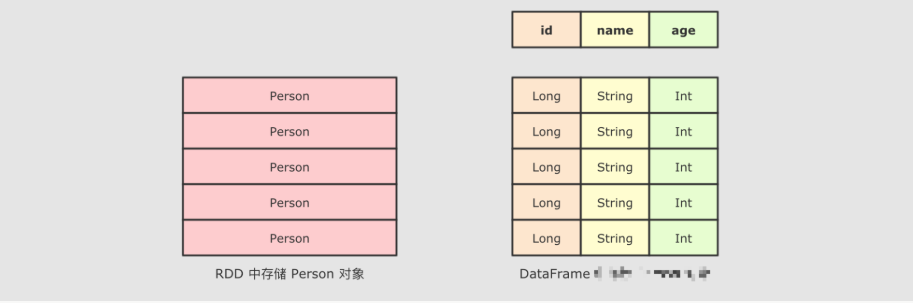 id name age
Person
Person
Person
Person
Person
Long String Int
Long String Int
Long String Int
Long String Int
Long String Int
RDD 中存储 Person 对象
DataFrame